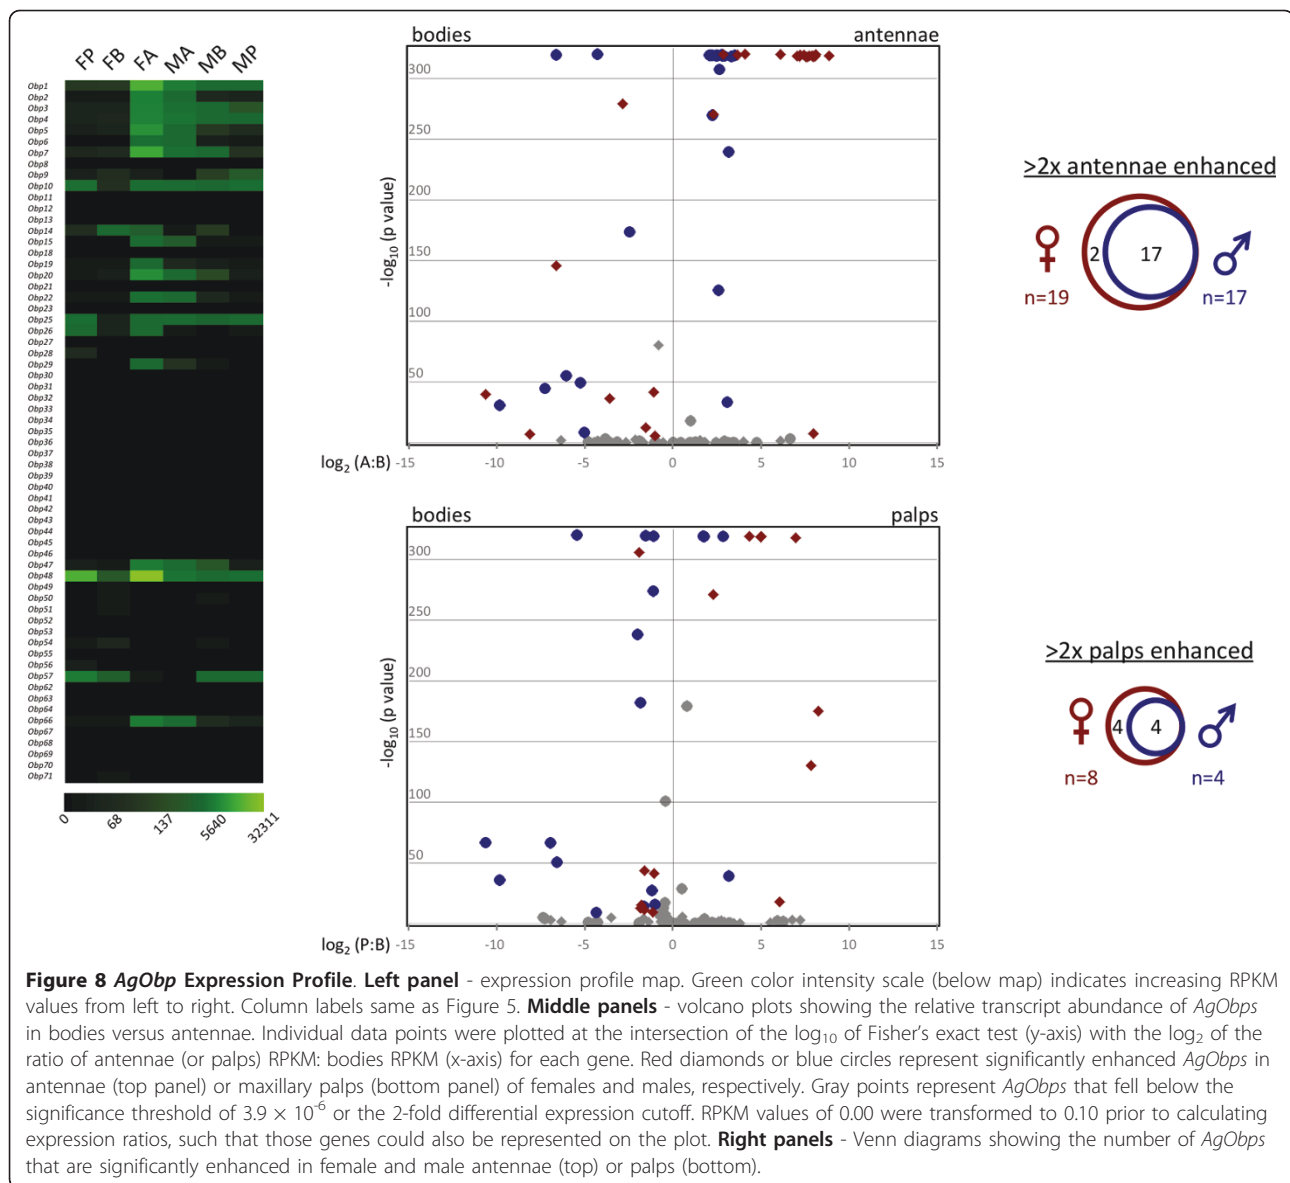 FP FB FA MA MB MP
Obp1
Obp2
Obp3
Obp4
Obp5
Obp6
Obp7
Obp8
Obp9
Obp10
Obp11
Obp12
Obp13
Obp14
Obp15
Obp18
Obp19
Obp20
Obp21
Obp22
Obp23
Obp25
Obp26
Obp27
Obp28
Obp29
Obp30
Obp31
Obp32
Obp33
Obp34
Obp35
Obp36
Obp37
Obp38
Obp39
Obp40
Obp41
Obp42
Obp43
Obp44
Obp45
Obp46
Obp47
Obp48
Obp49
Obp50
Obp51
Obp52
Obp53
Obp54
Obp55
Obp56
Obp57
Obp62
Obp63
Obp64
Obp66
Obp67
Obp68
Obp69
Obp70
Obp71
0 68 137 5640 32311
bodies antennae
300
250
200
150
100
50
-log₁₀ (p value)
log₂ (A:B) -15 -10 -5 0 5 10 15
bodies palps
300
250
200
150
100
50
-log₁₀ (p value)
log₂ (P:B) -15 -10 -5 0 5 10 15
>2x antennae enhanced
♀ 2 17 ♂
n=19 n=17
>2x palps enhanced
♀ 4 4 ♂
n=8 n=4
Figure 8 AgObp Expression Profile. Left panel - expression profile map. Green color intensity scale (below map) indicates increasing RPKM
values from left to right. Column labels same as Figure 5. Middle panels - volcano plots showing the relative transcript abundance of AgObps
in bodies versus antennae. Individual data points were plotted at the intersection of the log₁₀ of Fisher's exact test (y-axis) with the log₂ of the
ratio of antennae (or palps) RPKM: bodies RPKM (x-axis) for each gene. Red diamonds or blue circles represent significantly enhanced AgObps in
antennae (top panel) or maxillary palps (bottom panel) of females and males, respectively. Gray points represent AgObps that fell below the
significance threshold of 3.9 × 10⁻⁶ or the 2-fold differential expression cutoff. RPKM values of 0.00 were transformed to 0.10 prior to calculating
expression ratios, such that those genes could also be represented on the plot. Right panels - Venn diagrams showing the number of AgObps
that are significantly enhanced in female and male antennae (top) or palps (bottom).